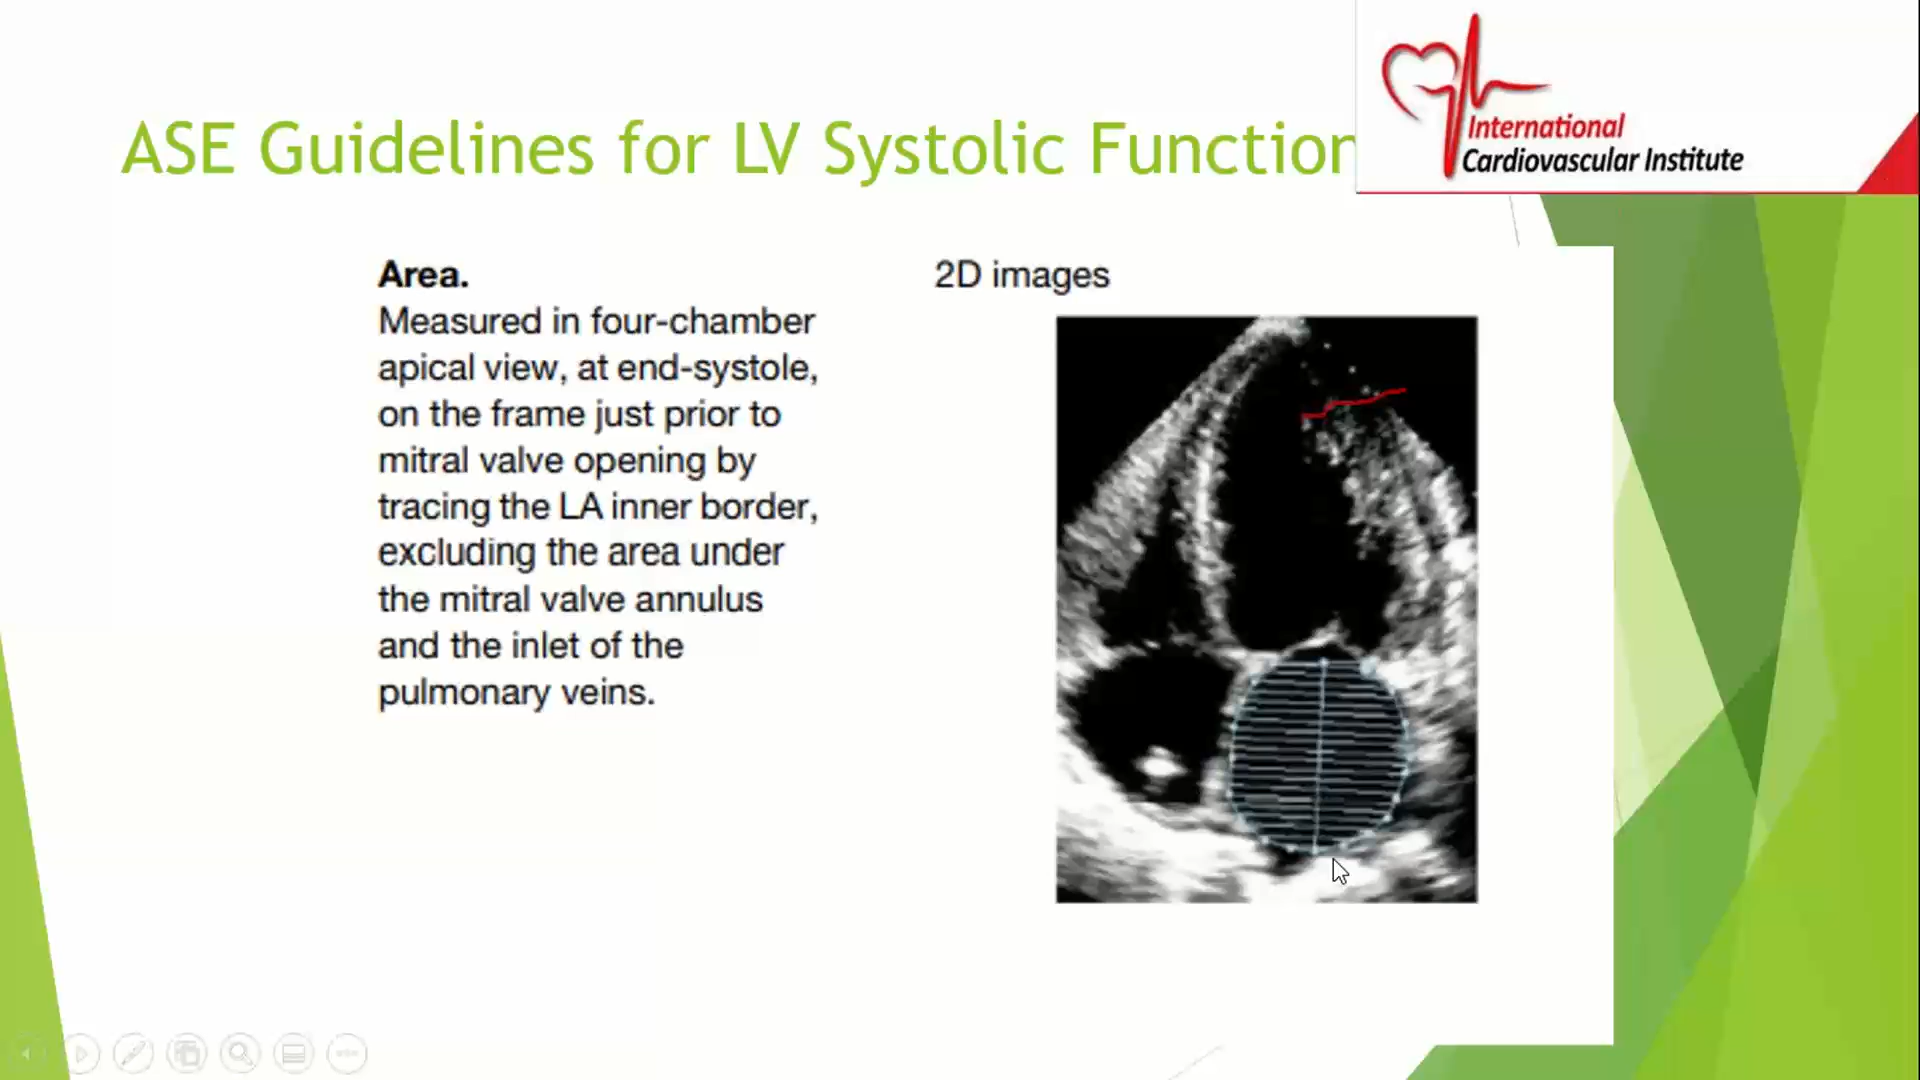 ASE Guidelines for LV Systolic Function
International
Cardiovascular Institute
Area.
Measured in four-chamber
apical view, at end-systole,
on the frame just prior to
mitral valve opening by
tracing the LA inner border,
excluding the area under
the mitral valve annulus
and the inlet of the
pulmonary veins.
2D images